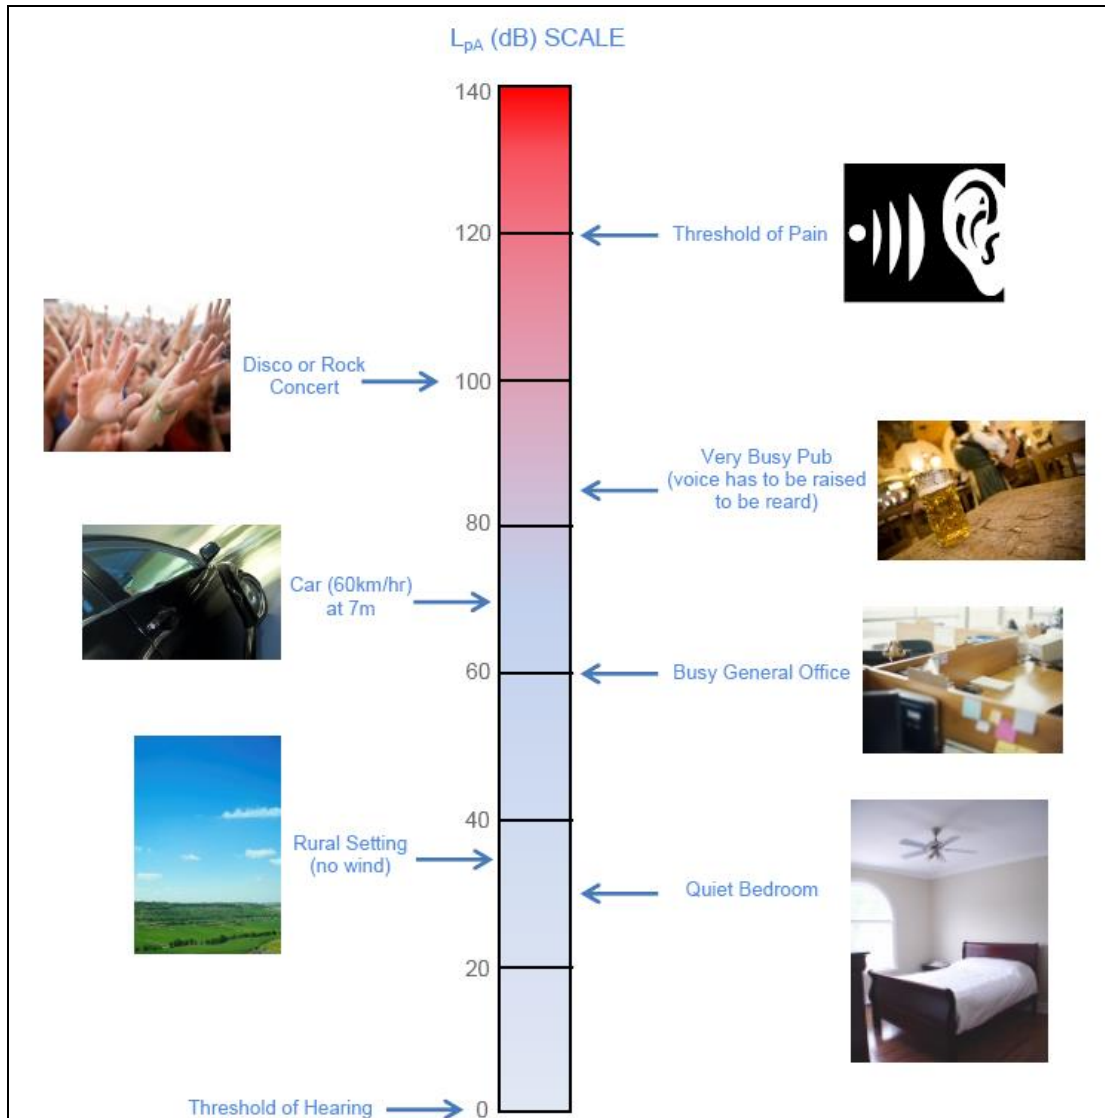 LpA (dB) SCALE
140
120
Threshold of Pain
Disco or Rock
Concert
100
Very Busy Pub
(voice has to be raised
to be reard)
80
Car (60km/hr)
at 7m
60
Busy General Office
40
Rural Setting
(no wind)
Quiet Bedroom
20
Threshold of Hearing
0